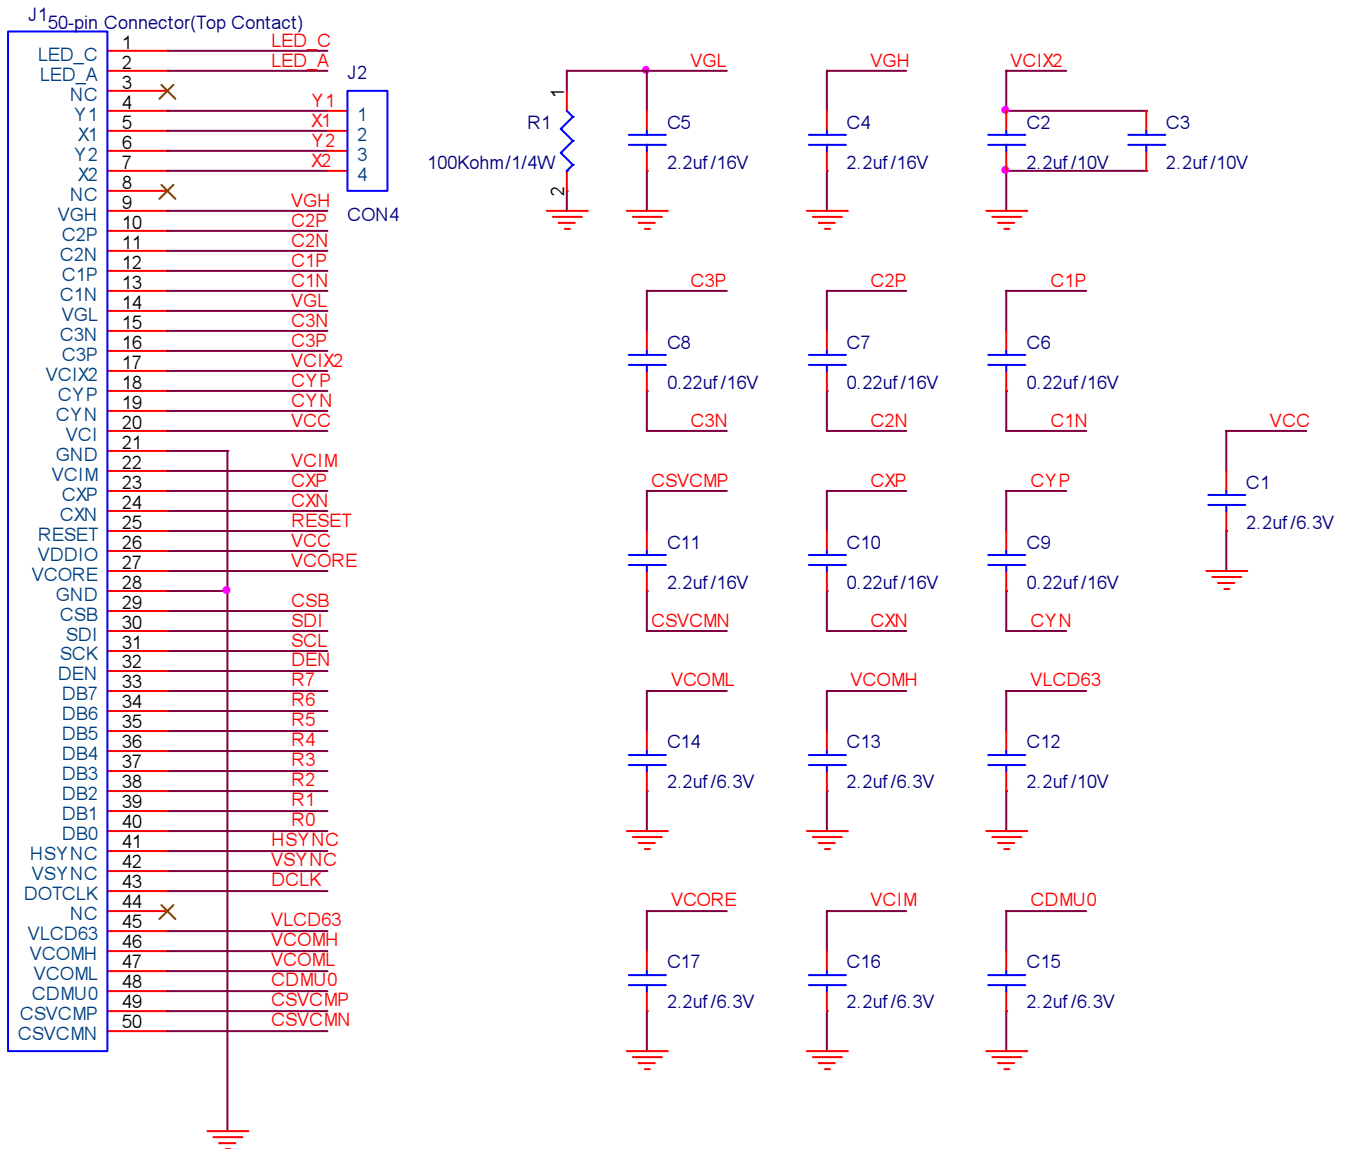 J1 50-pin Connector(Top Contact)
LED_C 1 LED_C
LED_A 2 LED_A
NC 3
Y1 4 Y1
X1 5 X1
Y2 6 Y2
X2 7 X2
NC 8
VGH 9 VGH
C2P 10 C2P
C2N 11 C2N
C1P 12 C1P
C1N 13 C1N
VGL 14 VGL
C3N 15 C3N
C3P 16 C3P
VCIX2 17 VCIX2
CYP 18 CYP
CYN 19 CYN
VCI 20 VCC
GND 21
VCIM 22 VCIM
CXP 23 CXP
CXN 24 CXN
RESET 25 RESET
VDDIO 26 VCC
VCORE 27 VCORE
GND 28
CSB 29 CSB
SDI 30 SDI
SCK 31 SCL
DEN 32 DEN
DB7 33 R7
DB6 34 R6
DB5 35 R5
DB4 36 R4
DB3 37 R3
DB2 38 R2
DB1 39 R1
DB0 40 R0
HSYNC 41 HSYNC
VSYNC 42 VSYNC
DOTCLK 43 DCLK
NC 44
VLCD63 45 VLCD63
VCOMH 46 VCOMH
VCOML 47 VCOML
CDMU0 48 CDMU0
CSVCMP 49 CSVCMP
CSVCMN 50 CSVCMN
J2
1
2
3
4
CON4
VGL
1
R1
100Kohm/1/4W
2
C5
2.2uf/16V
VGH
C4
2.2uf/16V
VCIX2
C2
2.2uf/10V
C3
2.2uf/10V
C3P
C8
0.22uf/16V
C3N
C2P
C7
0.22uf/16V
C2N
C1P
C6
0.22uf/16V
C1N
VCC
C1
2.2uf/6.3V
CSVCMP
C11
2.2uf/16V
CSVCMN
CXP
C10
0.22uf/16V
CXN
CYP
C9
0.22uf/16V
CYN
VCOML
C14
2.2uf/6.3V
VCOMH
C13
2.2uf/6.3V
VLCD63
C12
2.2uf/10V
VCORE
C17
2.2uf/6.3V
VCIM
C16
2.2uf/6.3V
CDMU0
C15
2.2uf/6.3V